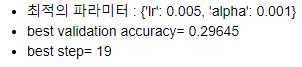 • 최적의 파라미터 : {'lr': 0.005, 'alpha': 0.001}
• best validation accuracy= 0.29645
• best step= 19